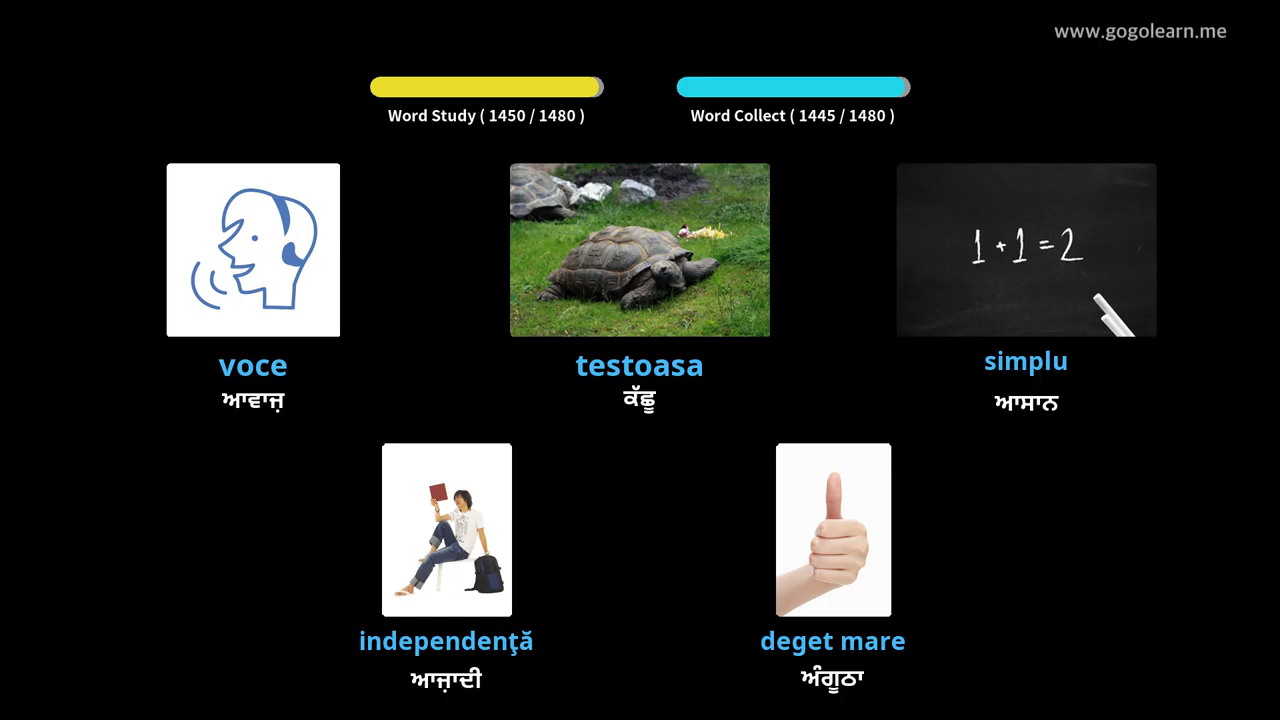 www.gogolearn.me
Word Study ( 1450 / 1480 )
Word Collect ( 1445 / 1480 )
1 + 1 = 2
voce
ਆਵਾਜ਼
testoasa
ਕੱਛੂ
simplu
ਆਸਾਨ
independenţă
ਆਜ਼ਾਦੀ
deget mare
ਅੰਗੂਠਾ